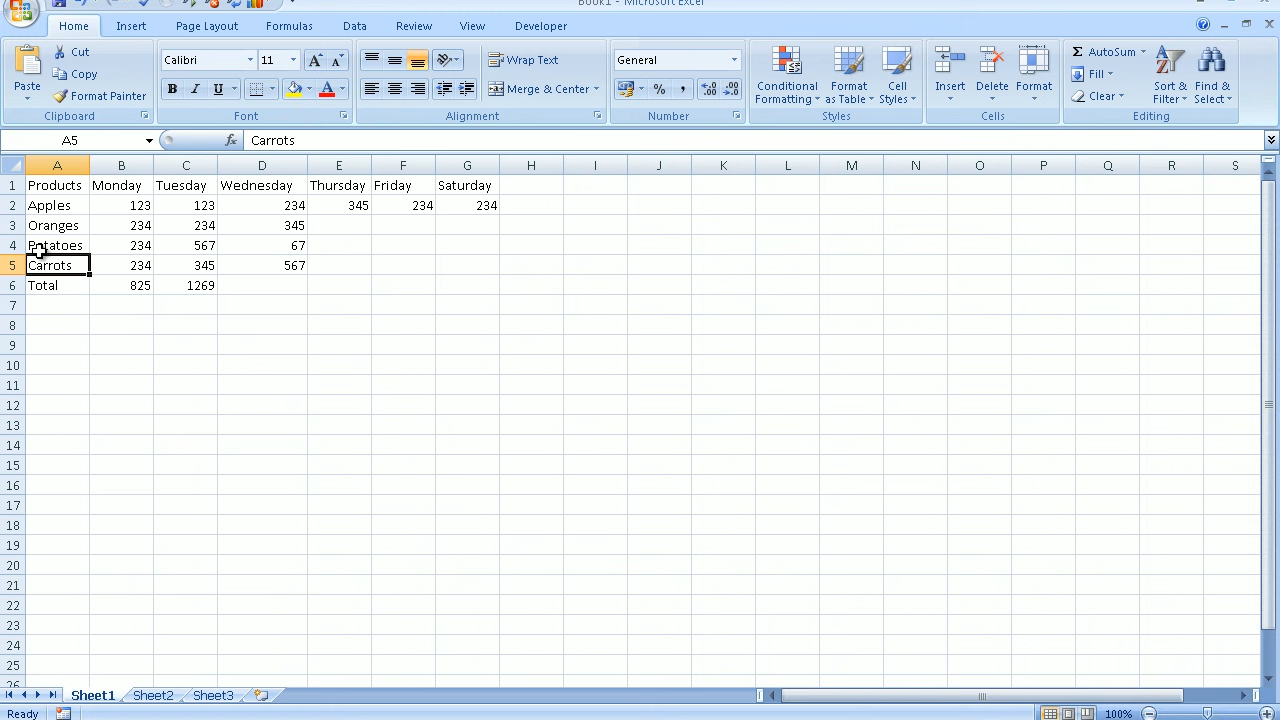 Book1 - Microsoft Excel
Home Insert Page Layout Formulas Data Review View Developer
Paste Cut Copy Format Painter Clipboard
Calibri 11 A A B I U A Font
Wrap Text Merge & Center Alignment
General % , Number
Conditional Formatting Format as Table Cell Styles Styles
Insert Delete Format Cells
Σ AutoSum Fill Clear Sort & Filter Find & Select Editing
A5 fx Carrots
A B C D E F G H I J K L M N O P Q R S
1 Products Monday Tuesday Wednesday Thursday Friday Saturday
2 Apples 123 123 234 345 234 234
3 Oranges 234 234 345
4 Potatoes 234 567 67
5 Carrots 234 345 567
6 Total 825 1269
7
8
9
10
11
12
13
14
15
16
17
18
19
20
21
22
23
24
25
26
Sheet1 Sheet2 Sheet3
Ready 100%